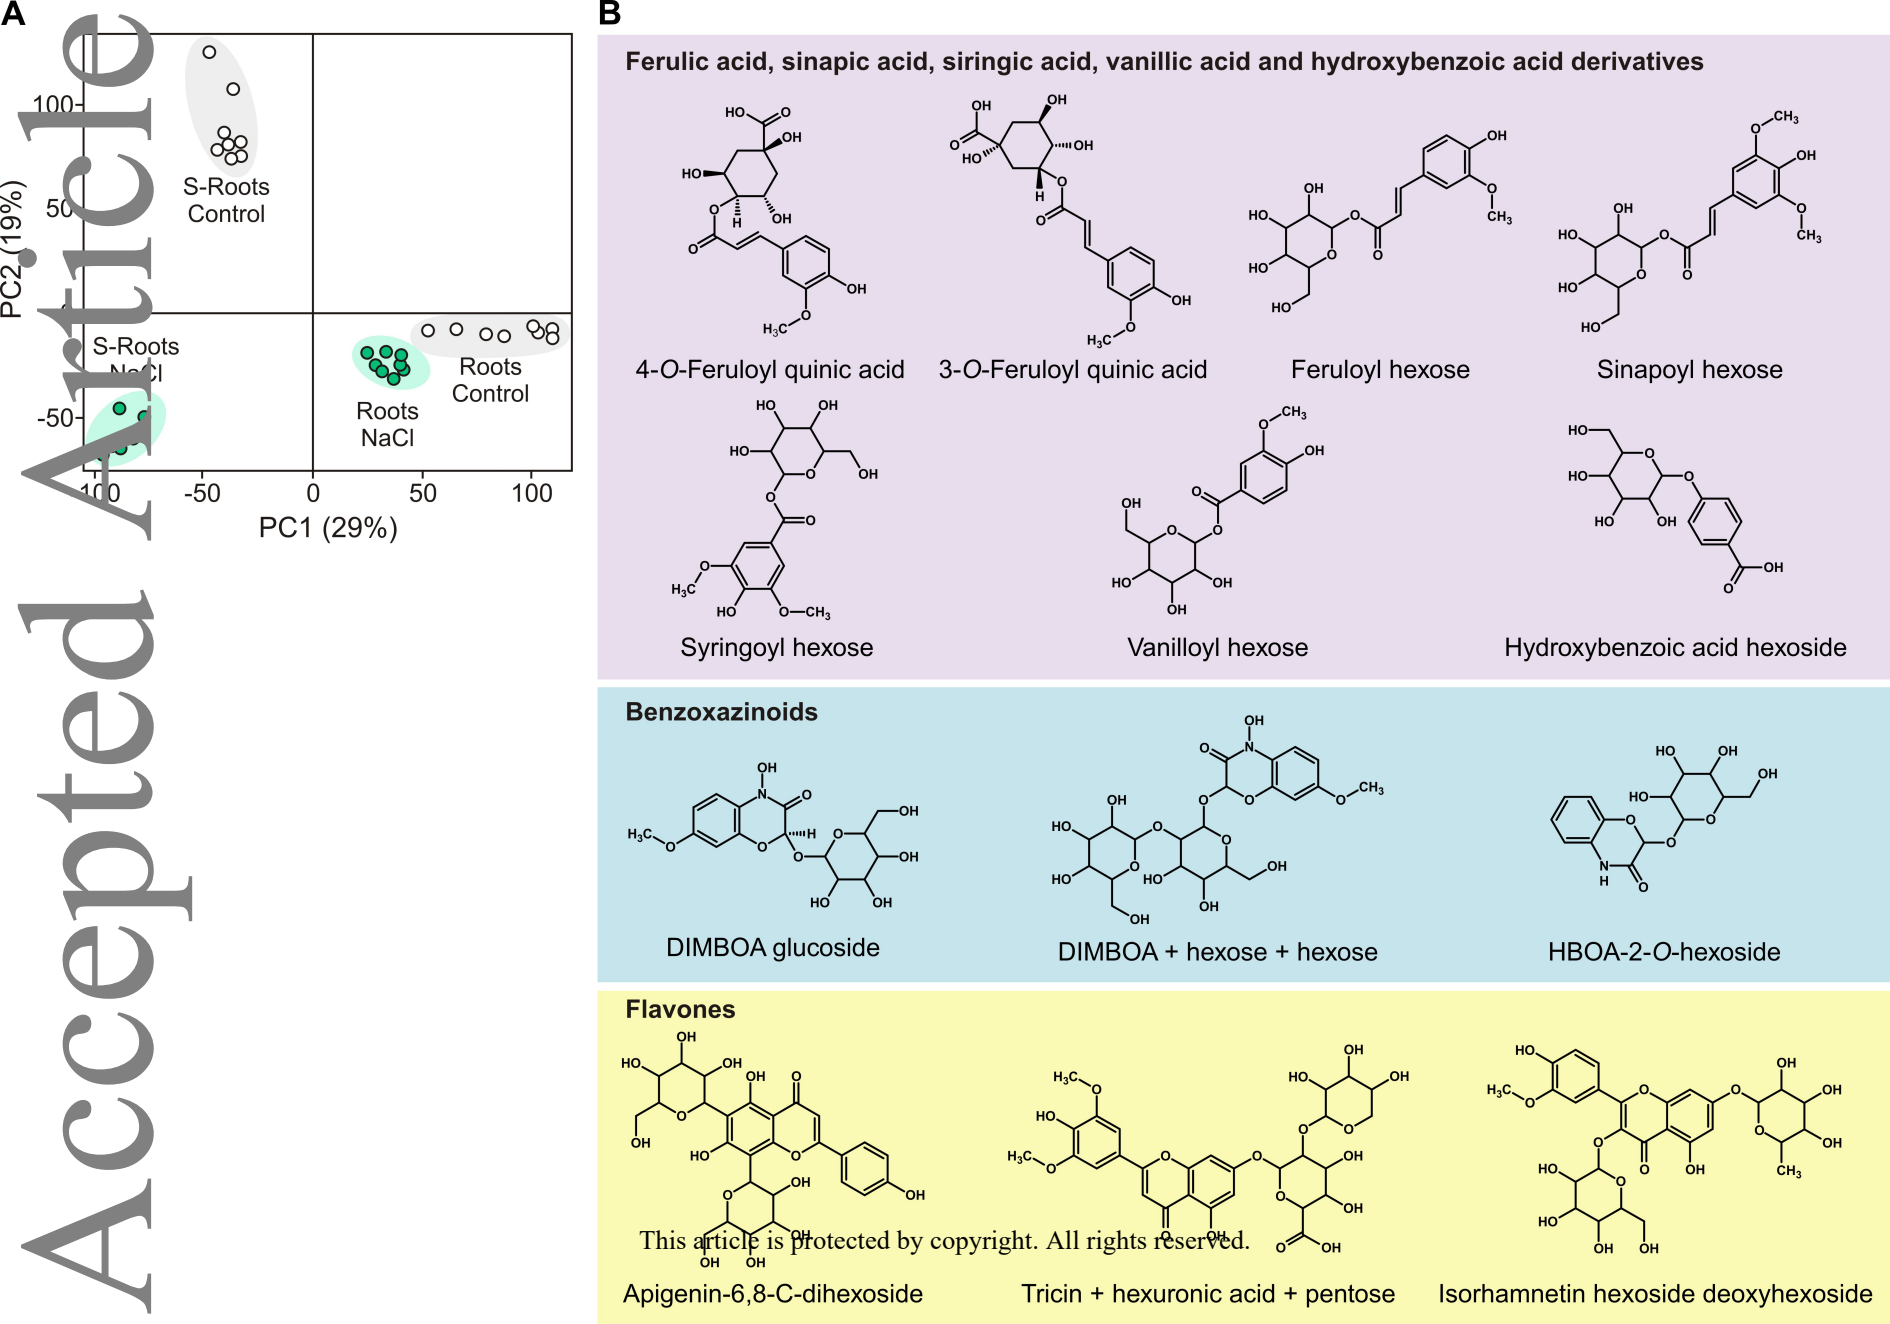 A
Accepted Article
PC2 (19%)
100
50
0
-50
S-Roots
Control
S-Roots
NaCl
Roots
NaCl
Roots
Control
-100
-50
0
50
100
PC1 (29%)
B
Ferulic acid, sinapic acid, siringic acid, vanillic acid and hydroxybenzoic acid derivatives
4-O-Feruloyl quinic acid
3-O-Feruloyl quinic acid
Feruloyl hexose
Sinapoyl hexose
Syringoyl hexose
Vanilloyl hexose
Hydroxybenzoic acid hexoside
Benzoxazinoids
DIMBOA glucoside
DIMBOA + hexose + hexose
HBOA-2-O-hexoside
Flavones
This article is protected by copyright. All rights reserved.
Apigenin-6,8-C-dihexoside
Tricin + hexuronic acid + pentose
Isorhamnetin hexoside deoxyhexoside